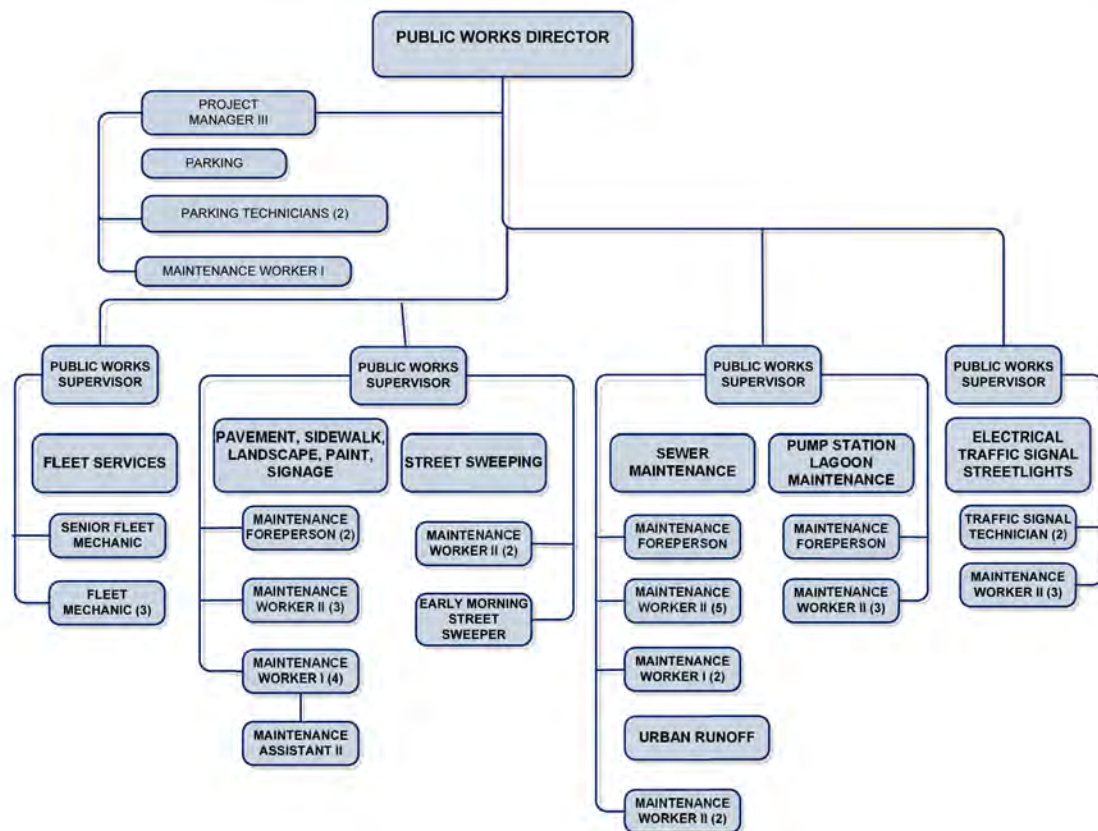 PUBLIC WORKS DIRECTOR
PROJECT
MANAGER III
PARKING
PARKING TECHNICIANS (2)
MAINTENANCE WORKER I
PUBLIC WORKS
SUPERVISOR
FLEET SERVICES
SENIOR FLEET
MECHANIC
FLEET
MECHANIC (3)
PUBLIC WORKS
SUPERVISOR
PAVEMENT, SIDEWALK,
LANDSCAPE, PAINT,
SIGNAGE
MAINTENANCE
FOREPERSON (2)
MAINTENANCE
WORKER II (3)
MAINTENANCE
WORKER I (4)
MAINTENANCE
ASSISTANT II
STREET SWEEPING
MAINTENANCE
WORKER II (2)
EARLY MORNING
STREET
SWEEPER
PUBLIC WORKS
SUPERVISOR
SEWER
MAINTENANCE
MAINTENANCE
FOREPERSON
MAINTENANCE
WORKER II (5)
MAINTENANCE
WORKER I (2)
URBAN RUNOFF
MAINTENANCE
WORKER II (2)
PUMP STATION
LAGOON
MAINTENANCE
MAINTENANCE
FOREPERSON
MAINTENANCE
WORKER II (3)
PUBLIC WORKS
SUPERVISOR
ELECTRICAL
TRAFFIC SIGNAL
STREETLIGHTS
TRAFFIC SIGNAL
TECHNICIAN (2)
MAINTENANCE
WORKER II (3)